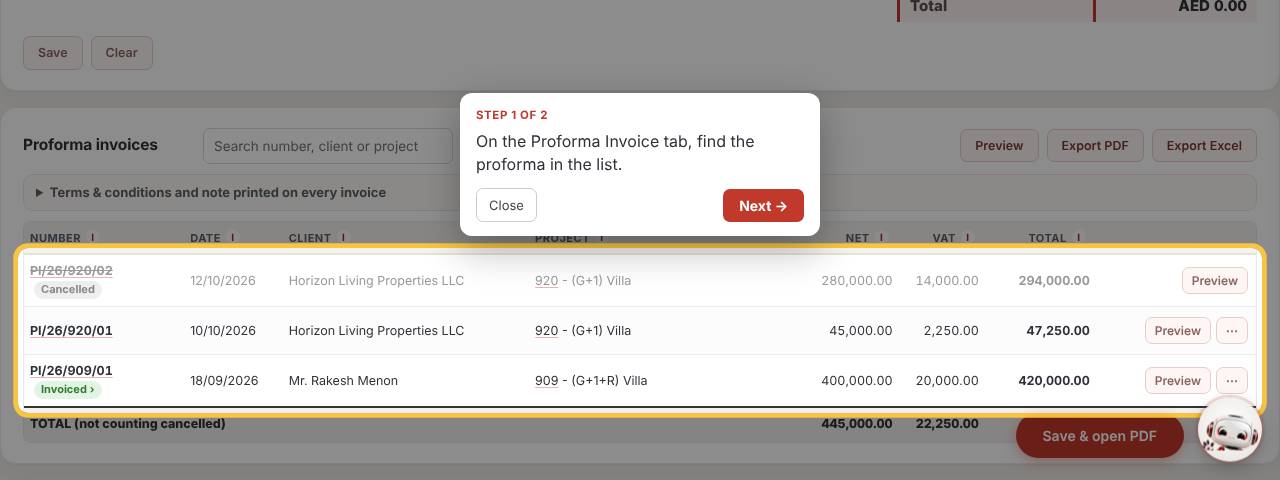 Total AED 0.00
Save Clear
STEP 1 OF 2
On the Proforma Invoice tab, find the
proforma in the list.
Close Next →
Proforma invoices Search number, client or project Preview Export PDF Export Excel
▶ Terms & conditions and note printed on every invoice
NUMBER DATE CLIENT PROJECT NET VAT TOTAL
PI/26/920/02 12/10/2026 Horizon Living Properties LLC 920 - (G+1) Villa 280,000.00 14,000.00 294,000.00 Preview
Cancelled
PI/26/920/01 10/10/2026 Horizon Living Properties LLC 920 - (G+1) Villa 45,000.00 2,250.00 47,250.00 Preview ···
PI/26/909/01 18/09/2026 Mr. Rakesh Menon 909 - (G+1+R) Villa 400,000.00 20,000.00 420,000.00 Preview ···
Invoiced ›
TOTAL (not counting cancelled) 445,000.00 22,250.00
Save & open PDF